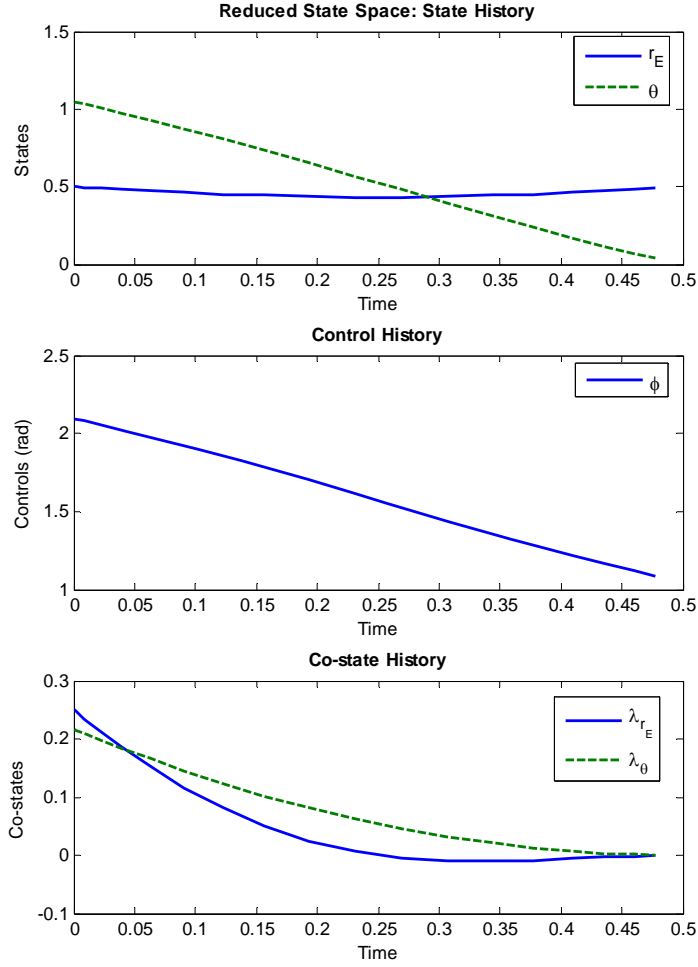 Reduced State Space: State History
1.5
1
0.5
0
States
r_E
θ
0 0.05 0.1 0.15 0.2 0.25 0.3 0.35 0.4 0.45 0.5
Time
Control History
2.5
2
1.5
1
Controls (rad)
ϕ
0 0.05 0.1 0.15 0.2 0.25 0.3 0.35 0.4 0.45 0.5
Time
Co-state History
0.3
0.2
0.1
0
-0.1
Co-states
λ_{r_E}
λ_θ
0 0.05 0.1 0.15 0.2 0.25 0.3 0.35 0.4 0.45 0.5
Time